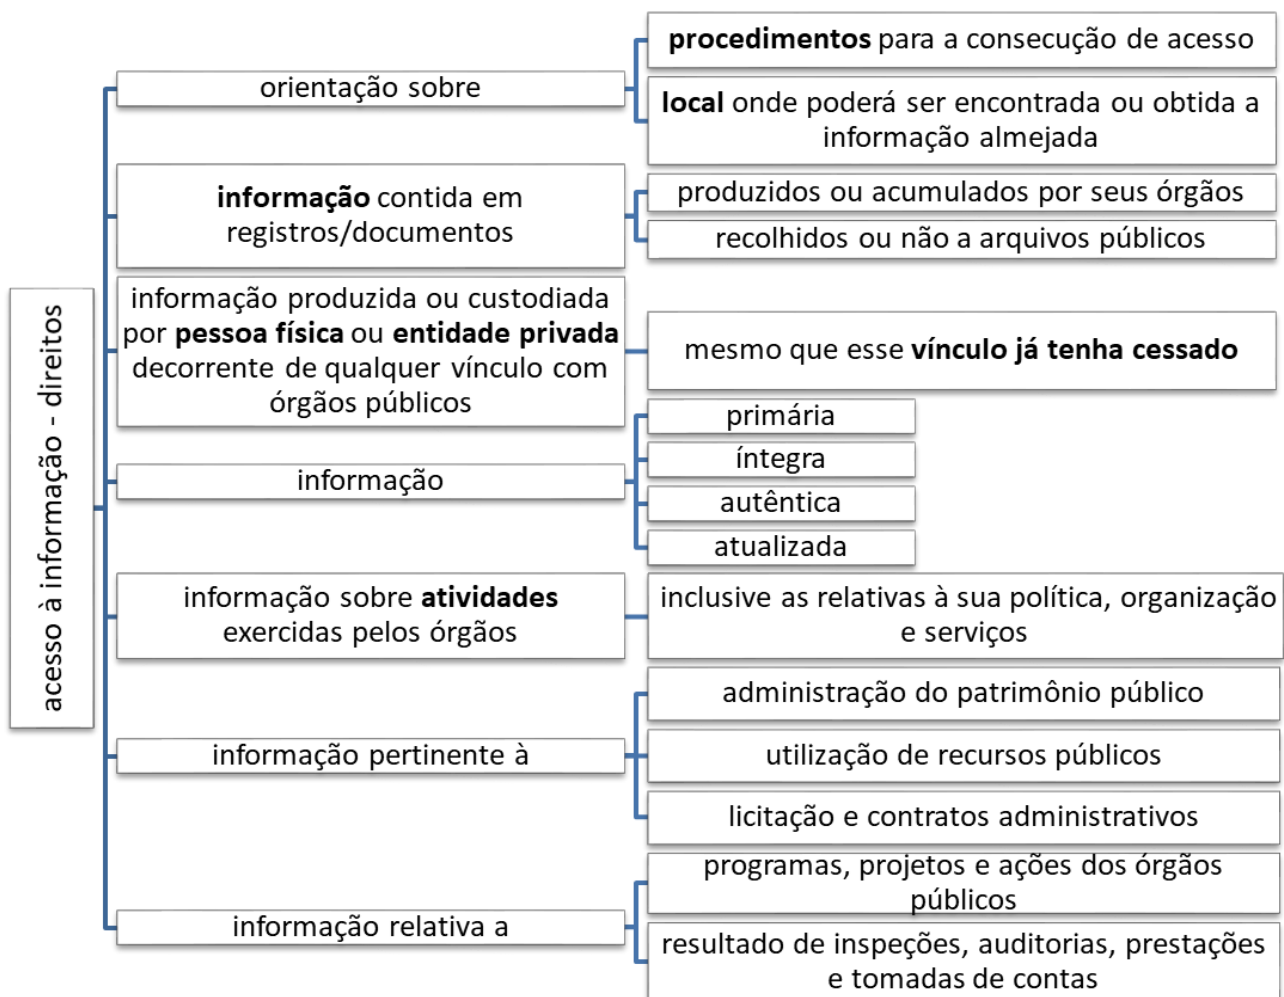 acesso à informação - direitos
orientação sobre
procedimentos para a consecução de acesso
local onde poderá ser encontrada ou obtida a
informação almejada
informação contida em
registros/documentos
produzidos ou acumulados por seus órgãos
recolhidos ou não a arquivos públicos
informação produzida ou custodiada
por pessoa física ou entidade privada
decorrente de qualquer vínculo com
órgãos públicos
mesmo que esse vínculo já tenha cessado
informação
primária
íntegra
autêntica
atualizada
informação sobre atividades
exercidas pelos órgãos
inclusive as relativas à sua política, organização
e serviços
informação pertinente à
administração do patrimônio público
utilização de recursos públicos
licitação e contratos administrativos
informação relativa a
programas, projetos e ações dos órgãos
públicos
resultado de inspeções, auditorias, prestações
e tomadas de contas